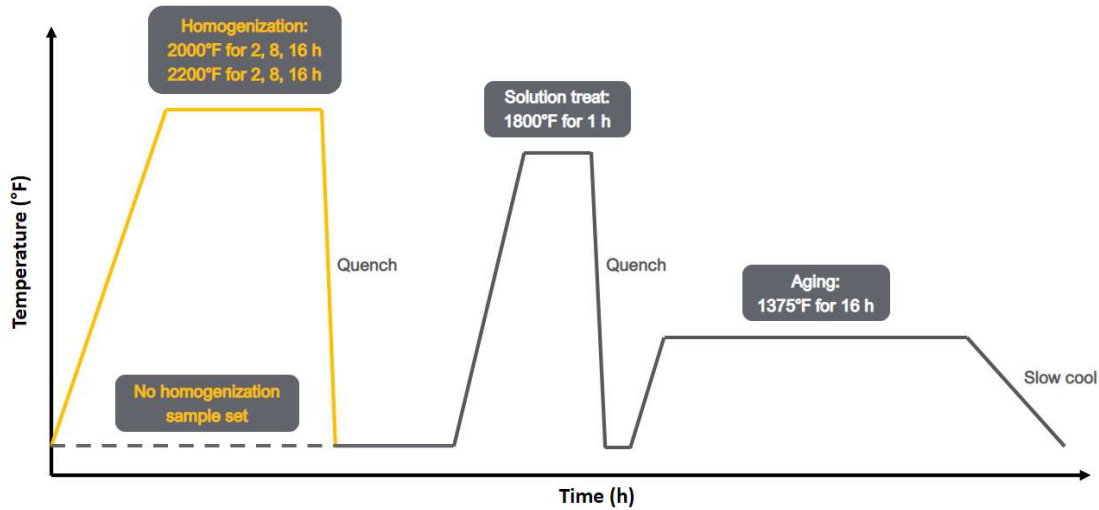 Homogenization:
2000°F for 2, 8, 16 h
2200°F for 2, 8, 16 h
Solution treat:
1800°F for 1 h
Temperature (°F)
Quench
Quench
Aging:
1375°F for 16 h
No homogenization
sample set
Slow cool
Time (h)